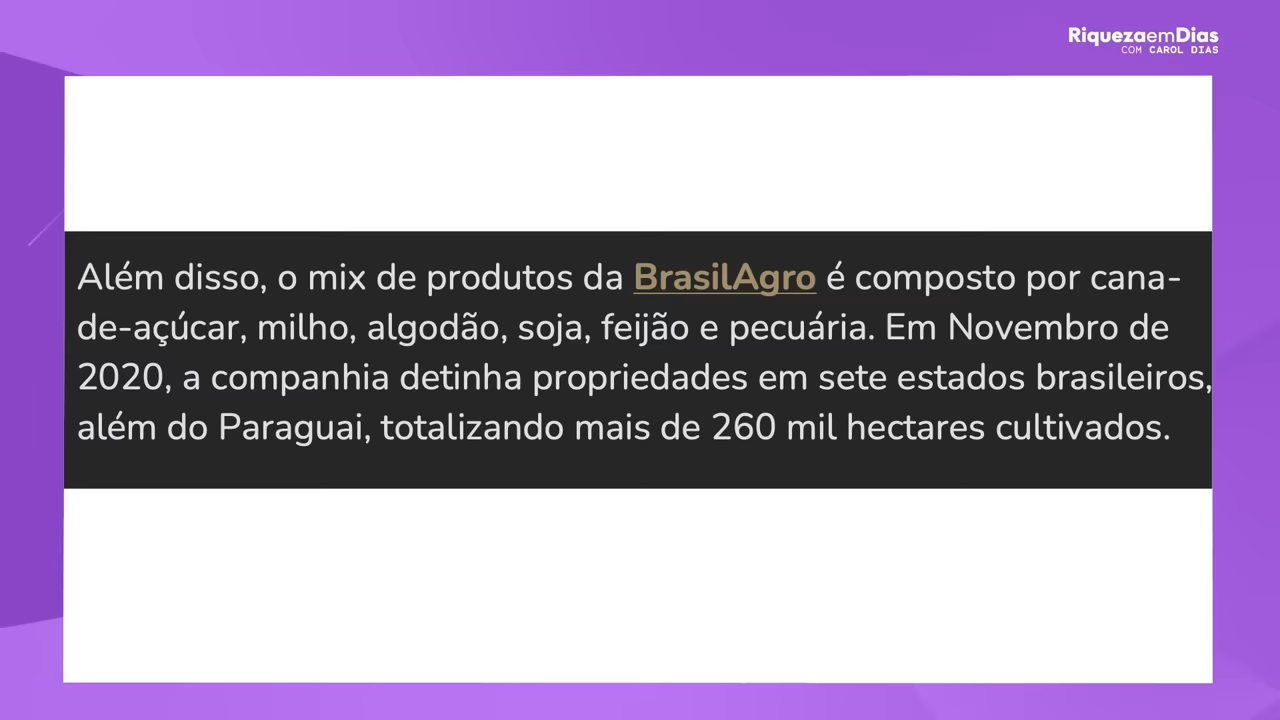 RiquezaemDias
COM CAROL DIAS
Além disso, o mix de produtos da BrasilAgro é composto por cana-
de-açúcar, milho, algodão, soja, feijão e pecuária. Em Novembro de
2020, a companhia detinha propriedades em sete estados brasileiros,
além do Paraguai, totalizando mais de 260 mil hectares cultivados.